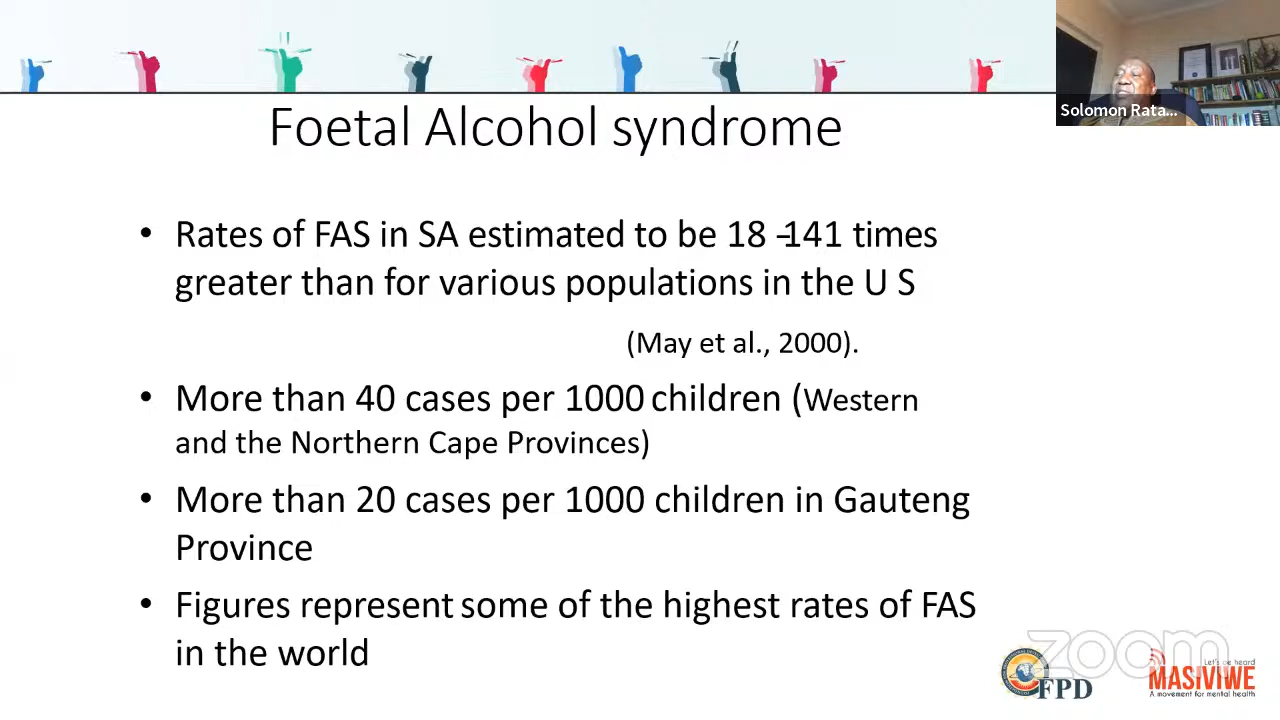 Solomon Rata...
Foetal Alcohol syndrome
• Rates of FAS in SA estimated to be 18 -141 times
greater than for various populations in the U S
(May et al., 2000).
• More than 40 cases per 1000 children (Western
and the Northern Cape Provinces)
• More than 20 cases per 1000 children in Gauteng
Province
• Figures represent some of the highest rates of FAS
in the world
zoom
FPD
Let's be heard
MASIVIWE
A movement for mental health